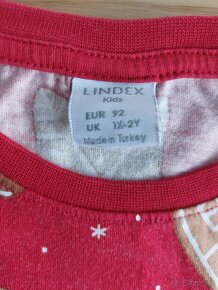 LINDEX
Kids
EUR 92
UK 1½-2Y
Made in Turkey